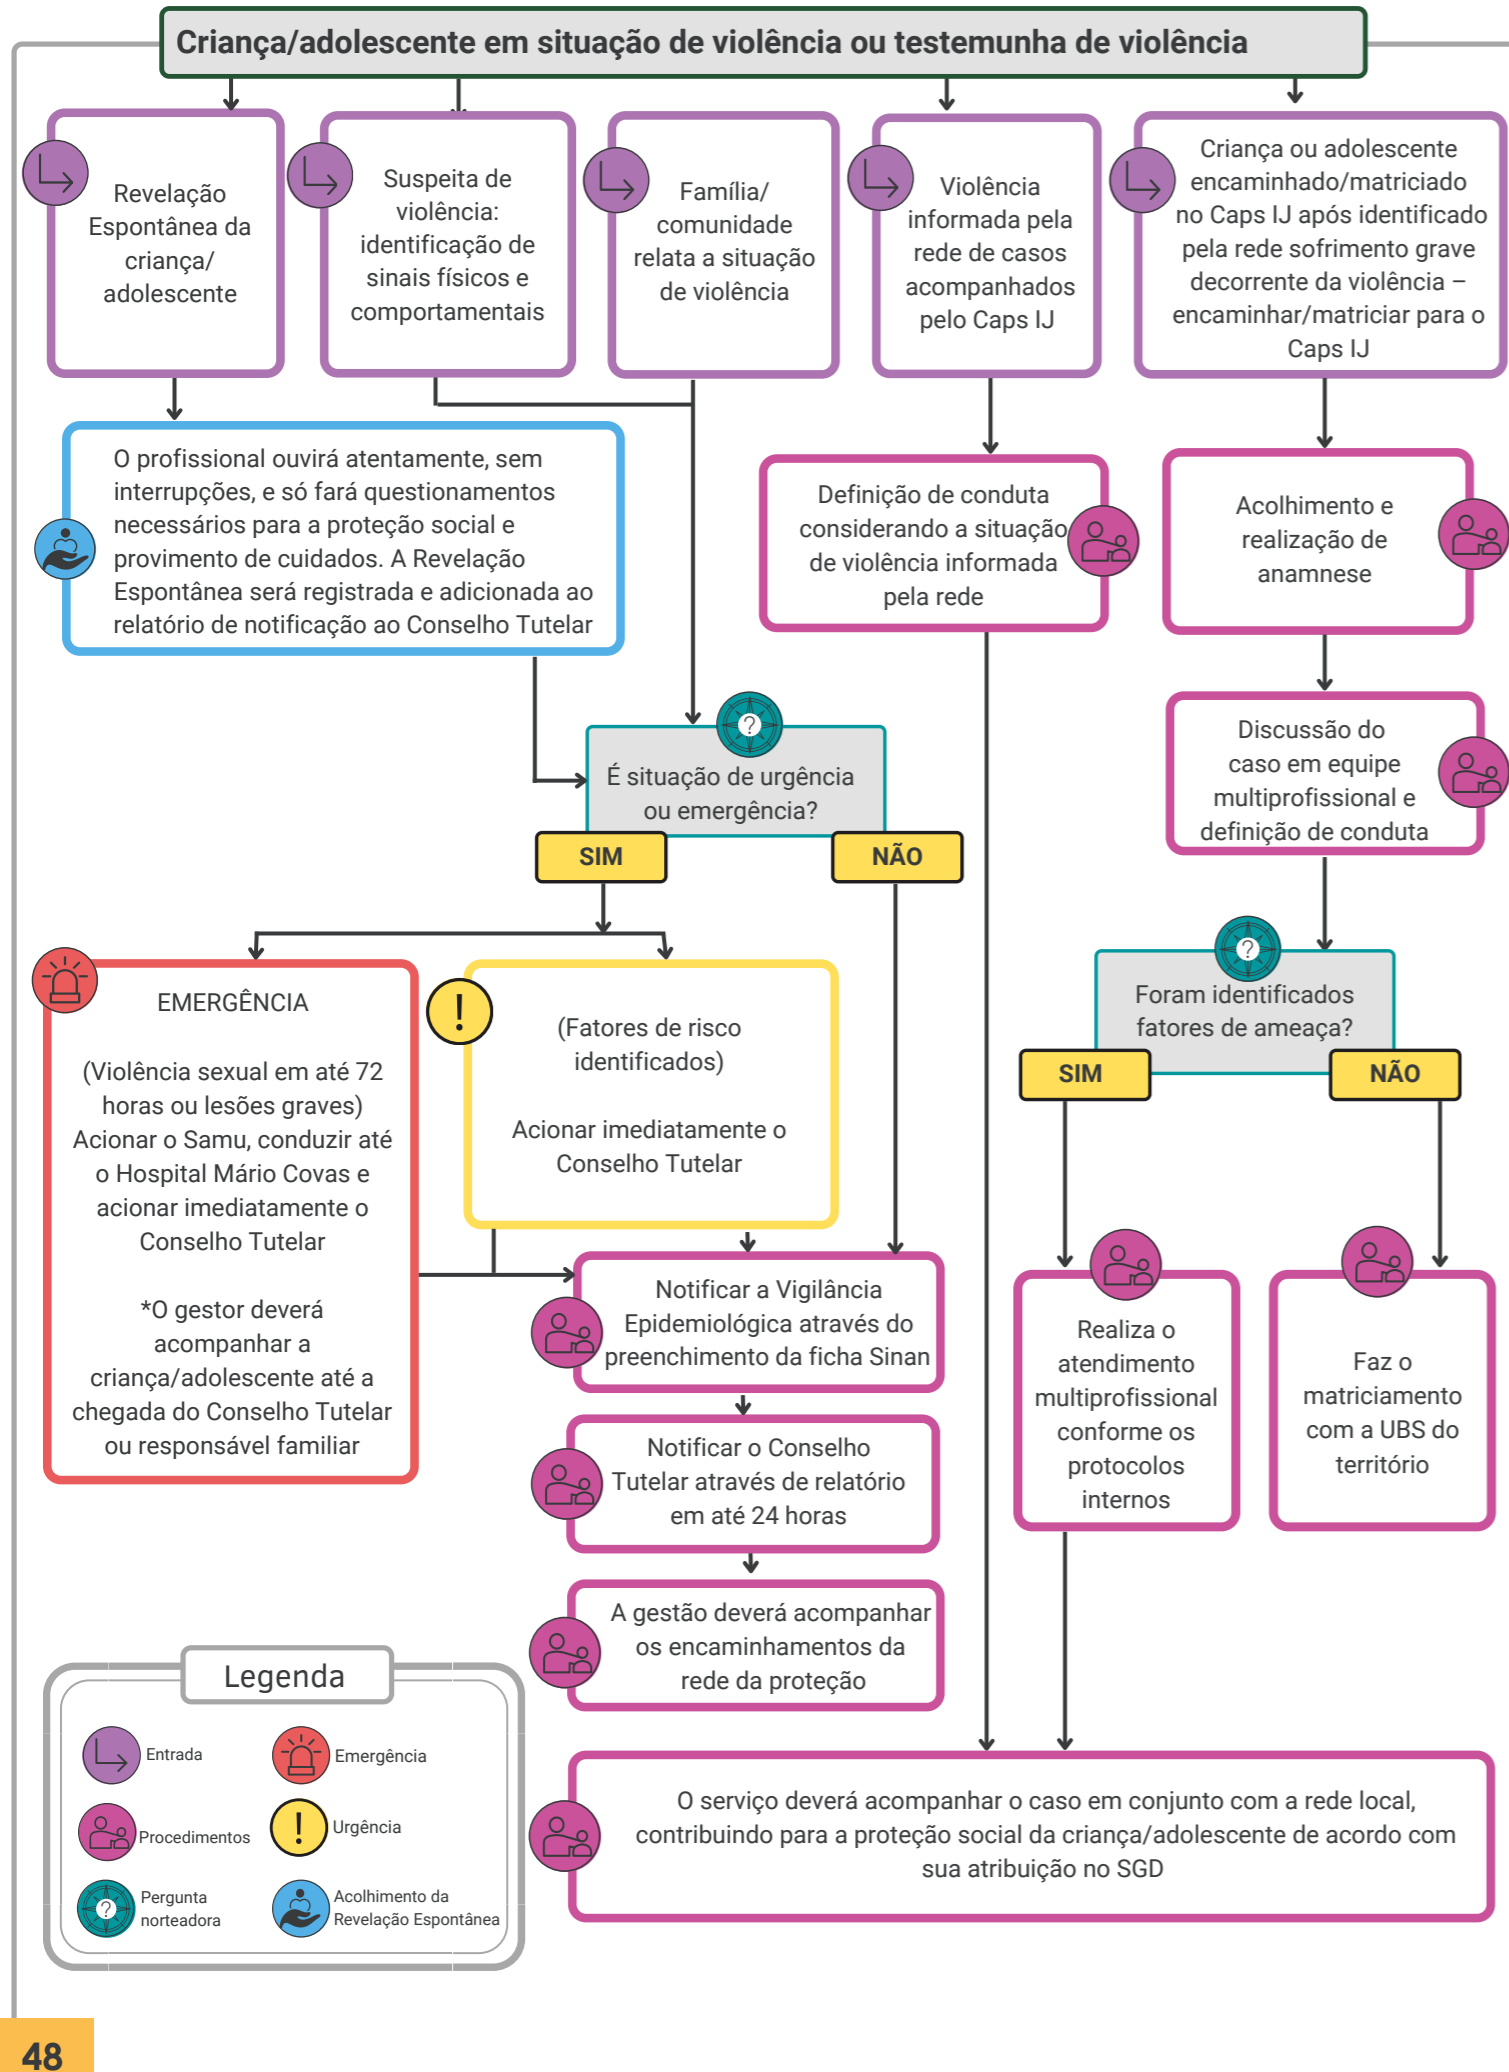 Criança/adolescente em situação de violência ou testemunha de violência
Revelação
Espontânea da
criança/
adolescente
Suspeita de
violência:
identificação de
sinais físicos e
comportamentais
Família/
comunidade
relata a situação
de violência
Violência
informada pela
rede de casos
acompanhados
pelo Caps IJ
Criança ou adolescente
encaminhado/matriciado
no Caps IJ após identificado
pela rede sofrimento grave
decorrente da violência –
encaminhar/matriciar para o
Caps IJ
O profissional ouvirá atentamente, sem
interrupções, e só fará questionamentos
necessários para a proteção social e
provimento de cuidados. A Revelação
Espontânea será registrada e adicionada ao
relatório de notificação ao Conselho Tutelar
Definição de conduta
considerando a situação
de violência informada
pela rede
Acolhimento e
realização de
anamnese
?
É situação de urgência
ou emergência?
SIM
NÃO
Discussão do
caso em equipe
multiprofissional e
definição de conduta
?
Foram identificados
fatores de ameaça?
SIM
NÃO
EMERGÊNCIA
(Violência sexual em até 72
horas ou lesões graves)
Acionar o Samu, conduzir até
o Hospital Mário Covas e
acionar imediatamente o
Conselho Tutelar
*O gestor deverá
acompanhar a
criança/adolescente até a
chegada do Conselho Tutelar
ou responsável familiar
!
(Fatores de risco
identificados)
Acionar imediatamente o
Conselho Tutelar
Notificar a Vigilância
Epidemiológica através do
preenchimento da ficha Sinan
Notificar o Conselho
Tutelar através de relatório
em até 24 horas
A gestão deverá acompanhar
os encaminhamentos da
rede da proteção
Realiza o
atendimento
multiprofissional
conforme os
protocolos
internos
Faz o
matriciamento
com a UBS do
território
O serviço deverá acompanhar o caso em conjunto com a rede local,
contribuindo para a proteção social da criança/adolescente de acordo com
sua atribuição no SGD
Legenda
Entrada
Emergência
Procedimentos
!
Urgência
?
Pergunta
norteadora
Acolhimento da
Revelação Espontânea
48